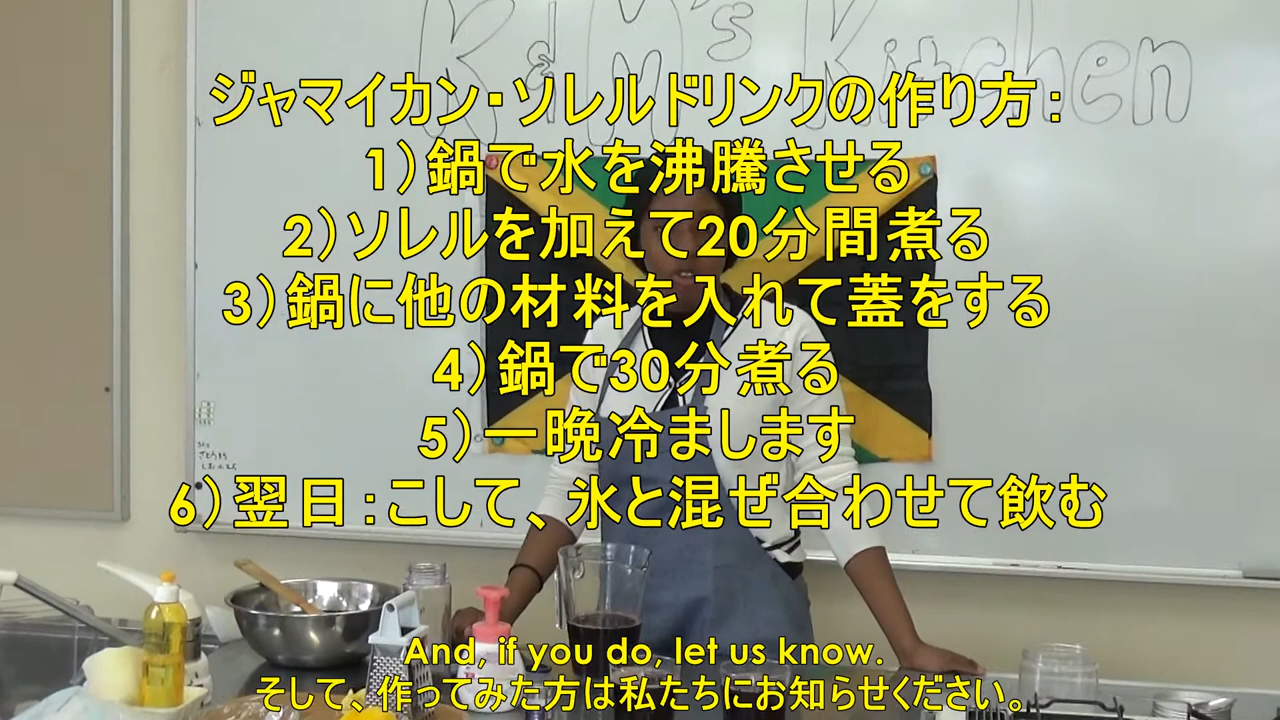 R&M's Kitchen
ジャマイカン・ソレルドリンクの作り方：
1）鍋で水を沸騰させる
2）ソレルを加えて20分間煮る
3）鍋に他の材料を入れて蓋をする
4）鍋で30分煮る
5）一晩冷まします
6）翌日：こして、氷と混ぜ合わせて飲む
And, if you do, let us know.
そして、作ってみた方は私たちにお知らせください。